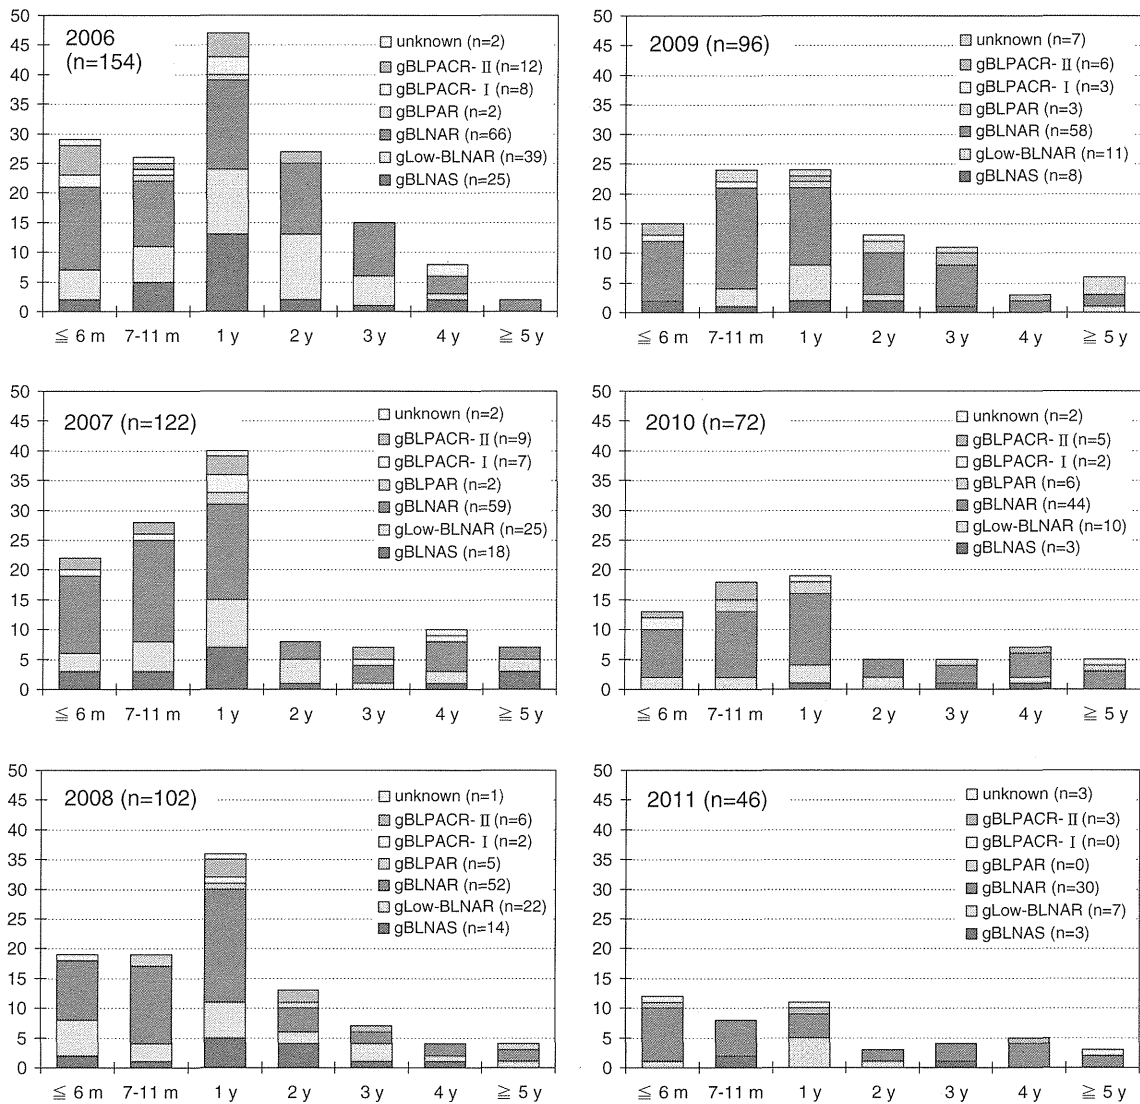 50
45
40
35
30
25
20
15
10
5
0
2006
(n=154)
unknown (n=2)
gBLPACR- II (n=12)
gBLPACR- I (n=8)
gBLPAR (n=2)
gBLNAR (n=66)
gLow-BLNAR (n=39)
gBLNAS (n=25)
≦ 6 m 7-11 m 1 y 2 y 3 y 4 y ≧ 5 y
50
45
40
35
30
25
20
15
10
5
0
2009 (n=96)
unknown (n=7)
gBLPACR- II (n=6)
gBLPACR- I (n=3)
gBLPAR (n=3)
gBLNAR (n=58)
gLow-BLNAR (n=11)
gBLNAS (n=8)
≦ 6 m 7-11 m 1 y 2 y 3 y 4 y ≧ 5 y
50
45
40
35
30
25
20
15
10
5
0
2007 (n=122)
unknown (n=2)
gBLPACR- II (n=9)
gBLPACR- I (n=7)
gBLPAR (n=2)
gBLNAR (n=59)
gLow-BLNAR (n=25)
gBLNAS (n=18)
≦ 6 m 7-11 m 1 y 2 y 3 y 4 y ≧ 5 y
50
45
40
35
30
25
20
15
10
5
0
2010 (n=72)
unknown (n=2)
gBLPACR- II (n=5)
gBLPACR- I (n=2)
gBLPAR (n=6)
gBLNAR (n=44)
gLow-BLNAR (n=10)
gBLNAS (n=3)
≦ 6 m 7-11 m 1 y 2 y 3 y 4 y ≧ 5 y
50
45
40
35
30
25
20
15
10
5
0
2008 (n=102)
unknown (n=1)
gBLPACR- II (n=6)
gBLPACR- I (n=2)
gBLPAR (n=5)
gBLNAR (n=52)
gLow-BLNAR (n=22)
gBLNAS (n=14)
≦ 6 m 7-11 m 1 y 2 y 3 y 4 y ≧ 5 y
50
45
40
35
30
25
20
15
10
5
0
2011 (n=46)
unknown (n=3)
gBLPACR- II (n=3)
gBLPACR- I (n=0)
gBLPAR (n=0)
gBLNAR (n=30)
gLow-BLNAR (n=7)
gBLNAS (n=3)
≦ 6 m 7-11 m 1 y 2 y 3 y 4 y ≧ 5 y